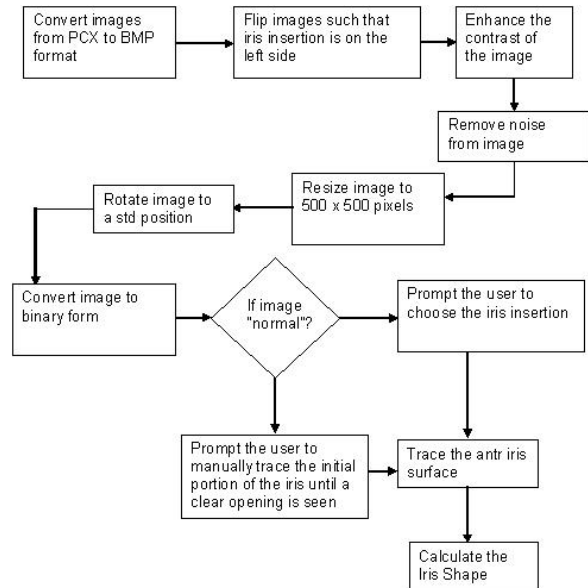 Convert images
from PCX to BMP
format
Flip images such that
iris insertion is on the
left side
Enhance the
contrast of
the image
Remove noise
from image
Resize image to
500 x 500 pixels
Rotate image to
a std position
Convert image to
binary form
If image
"normal"?
Prompt the user to
choose the iris insertion
Prompt the user to
manually trace the initial
portion of the iris until a
clear opening is seen
Trace the antr iris
surface
Calculate the
Iris Shape